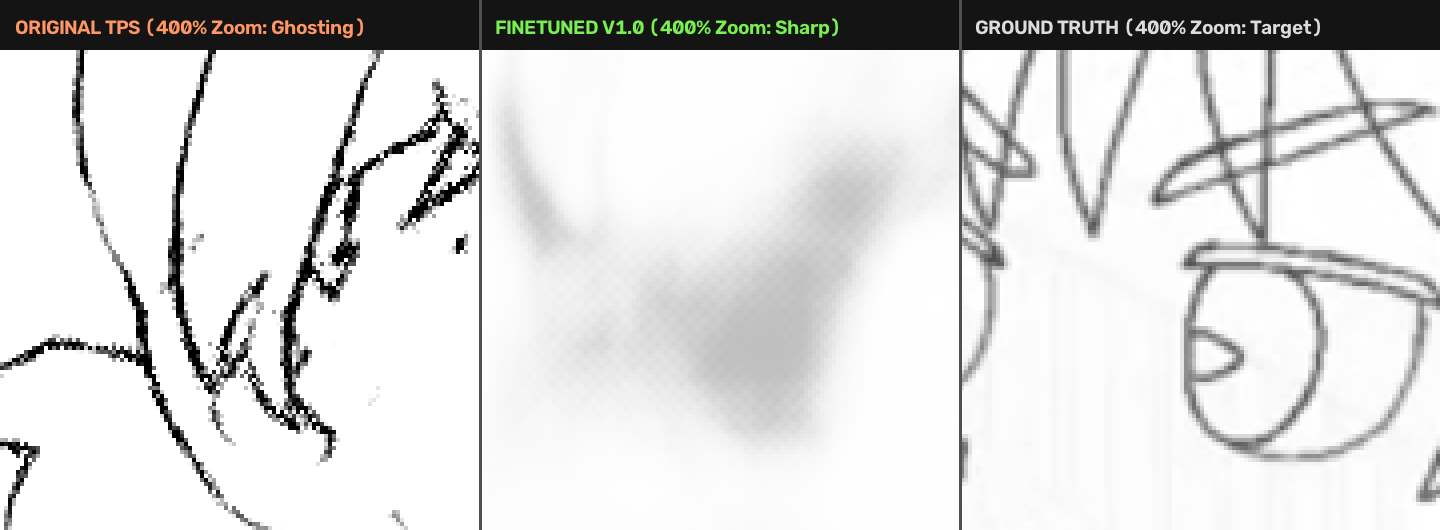 ORIGINAL TPS (400% Zoom: Ghosting)
FINETUNED V1.0 (400% Zoom: Sharp)
GROUND TRUTH (400% Zoom: Target)